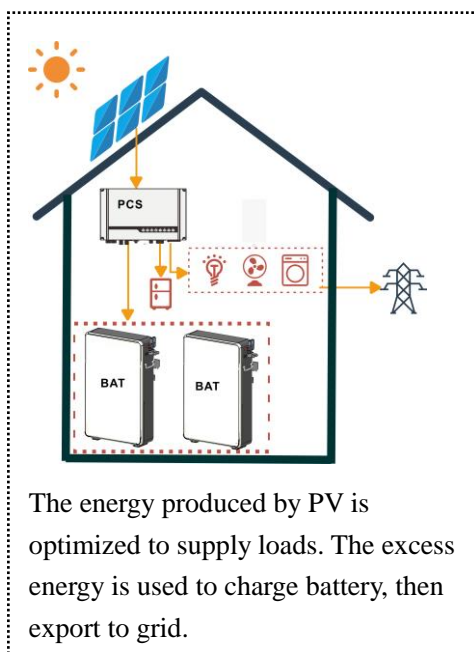 PCS
BAT
BAT
The energy produced by PV is
optimized to supply loads. The excess
energy is used to charge battery, then
export to grid.